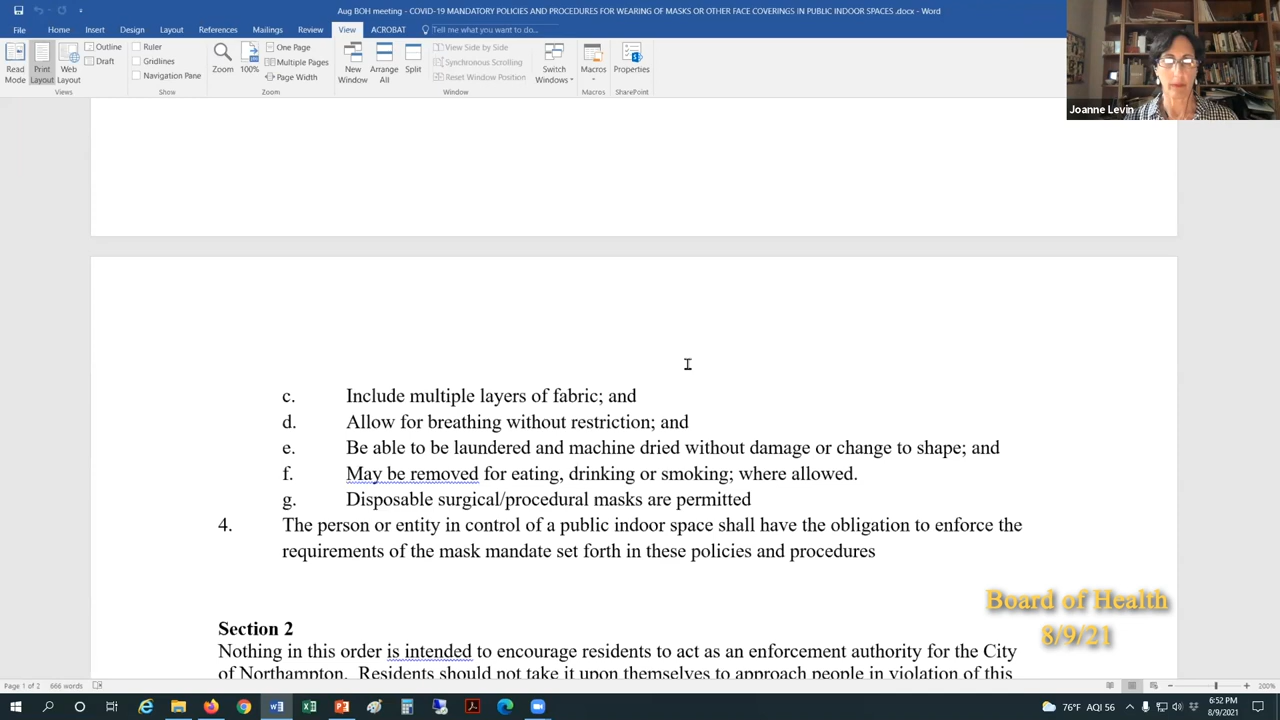 Aug BOH meeting - COVID-19 MANDATORY POLICIES AND PROCEDURES FOR WEARING OF MASKS OR OTHER FACE COVERINGS IN PUBLIC INDOOR SPACES .docx - Word
File Home Insert Design Layout References Mailings Review View ACROBAT Tell me what you want to do...
Read Mode
Print Layout
Web Layout
Outline
Draft
Views
Ruler
Gridlines
Navigation Pane
Show
Zoom
100%
One Page
Multiple Pages
Page Width
Zoom
New Window
Arrange All
Split
View Side by Side
Synchronous Scrolling
Reset Window Position
Window
Switch Windows
Macros
Macros
Properties
SharePoint
Joanne Levin
c. Include multiple layers of fabric; and
d. Allow for breathing without restriction; and
e. Be able to be laundered and machine dried without damage or change to shape; and
f. May be removed for eating, drinking or smoking; where allowed.
g. Disposable surgical/procedural masks are permitted
4. The person or entity in control of a public indoor space shall have the obligation to enforce the
requirements of the mask mandate set forth in these policies and procedures
Section 2
Nothing in this order is intended to encourage residents to act as an enforcement authority for the City
of Northampton. Residents should not take it upon themselves to approach people in violation of this
Board of Health
8/9/21
Page 1 of 2 666 words
200%
76°F AQI 56
6:52 PM
8/9/2021